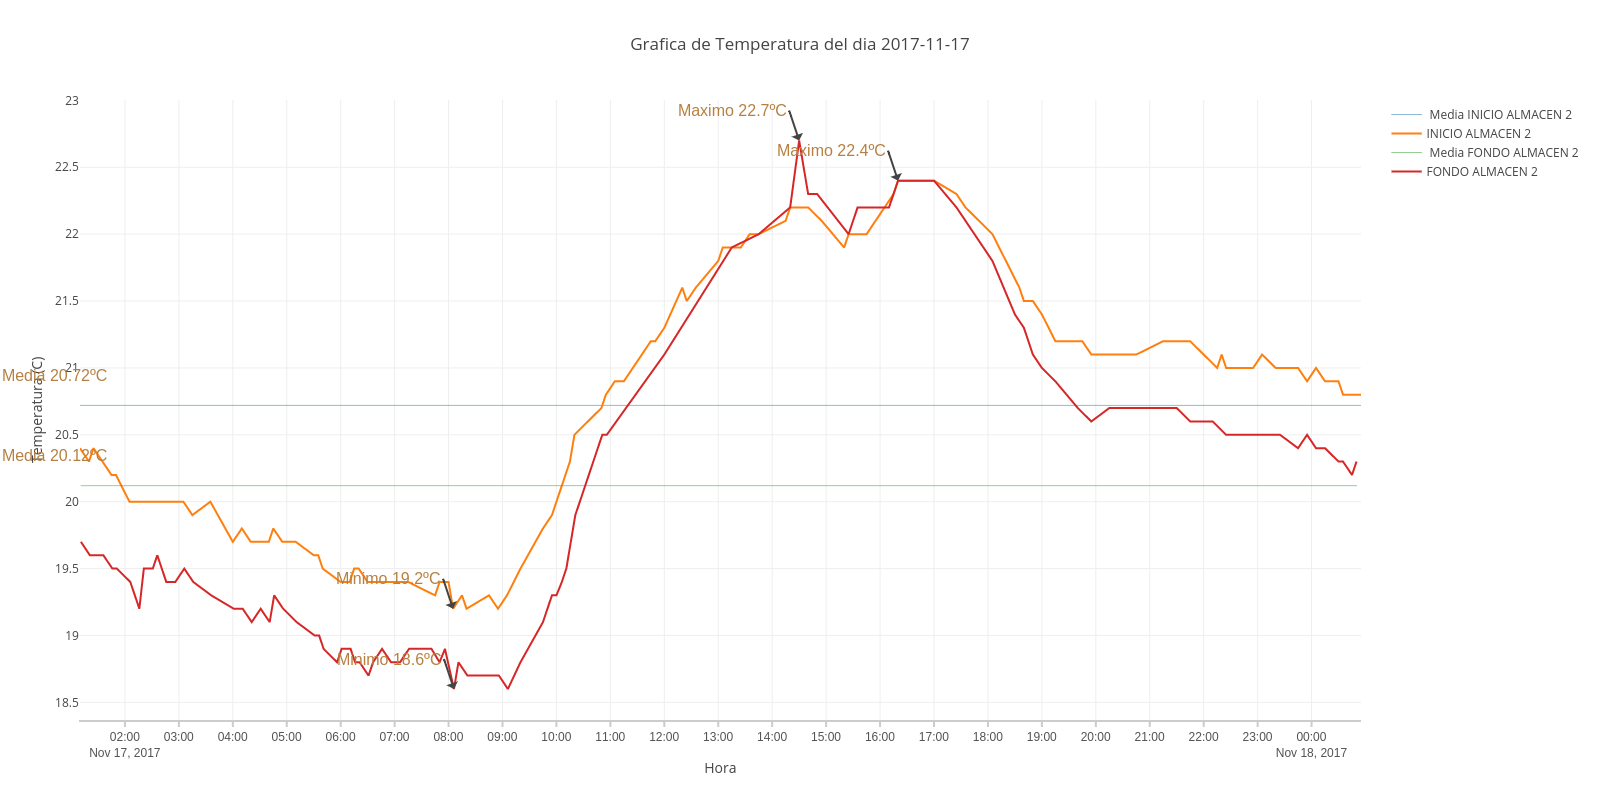 Grafica de Temperatura del dia 2017-11-17
Maximo 22.7ºC
Maximo 22.4ºC
Media 20.72ºC
Media 20.12ºC
Minimo 19.2ºC
Minimo 18.6ºC
Temperatura (C)
23
22.5
22
21.5
21
20.5
20
19.5
19
18.5
02:00 03:00 04:00 05:00 06:00 07:00 08:00 09:00 10:00 11:00 12:00 13:00 14:00 15:00 16:00 17:00 18:00 19:00 20:00 21:00 22:00 23:00 00:00
Nov 17, 2017 Nov 18, 2017
Hora
Media INICIO ALMACEN 2
INICIO ALMACEN 2
Media FONDO ALMACEN 2
FONDO ALMACEN 2